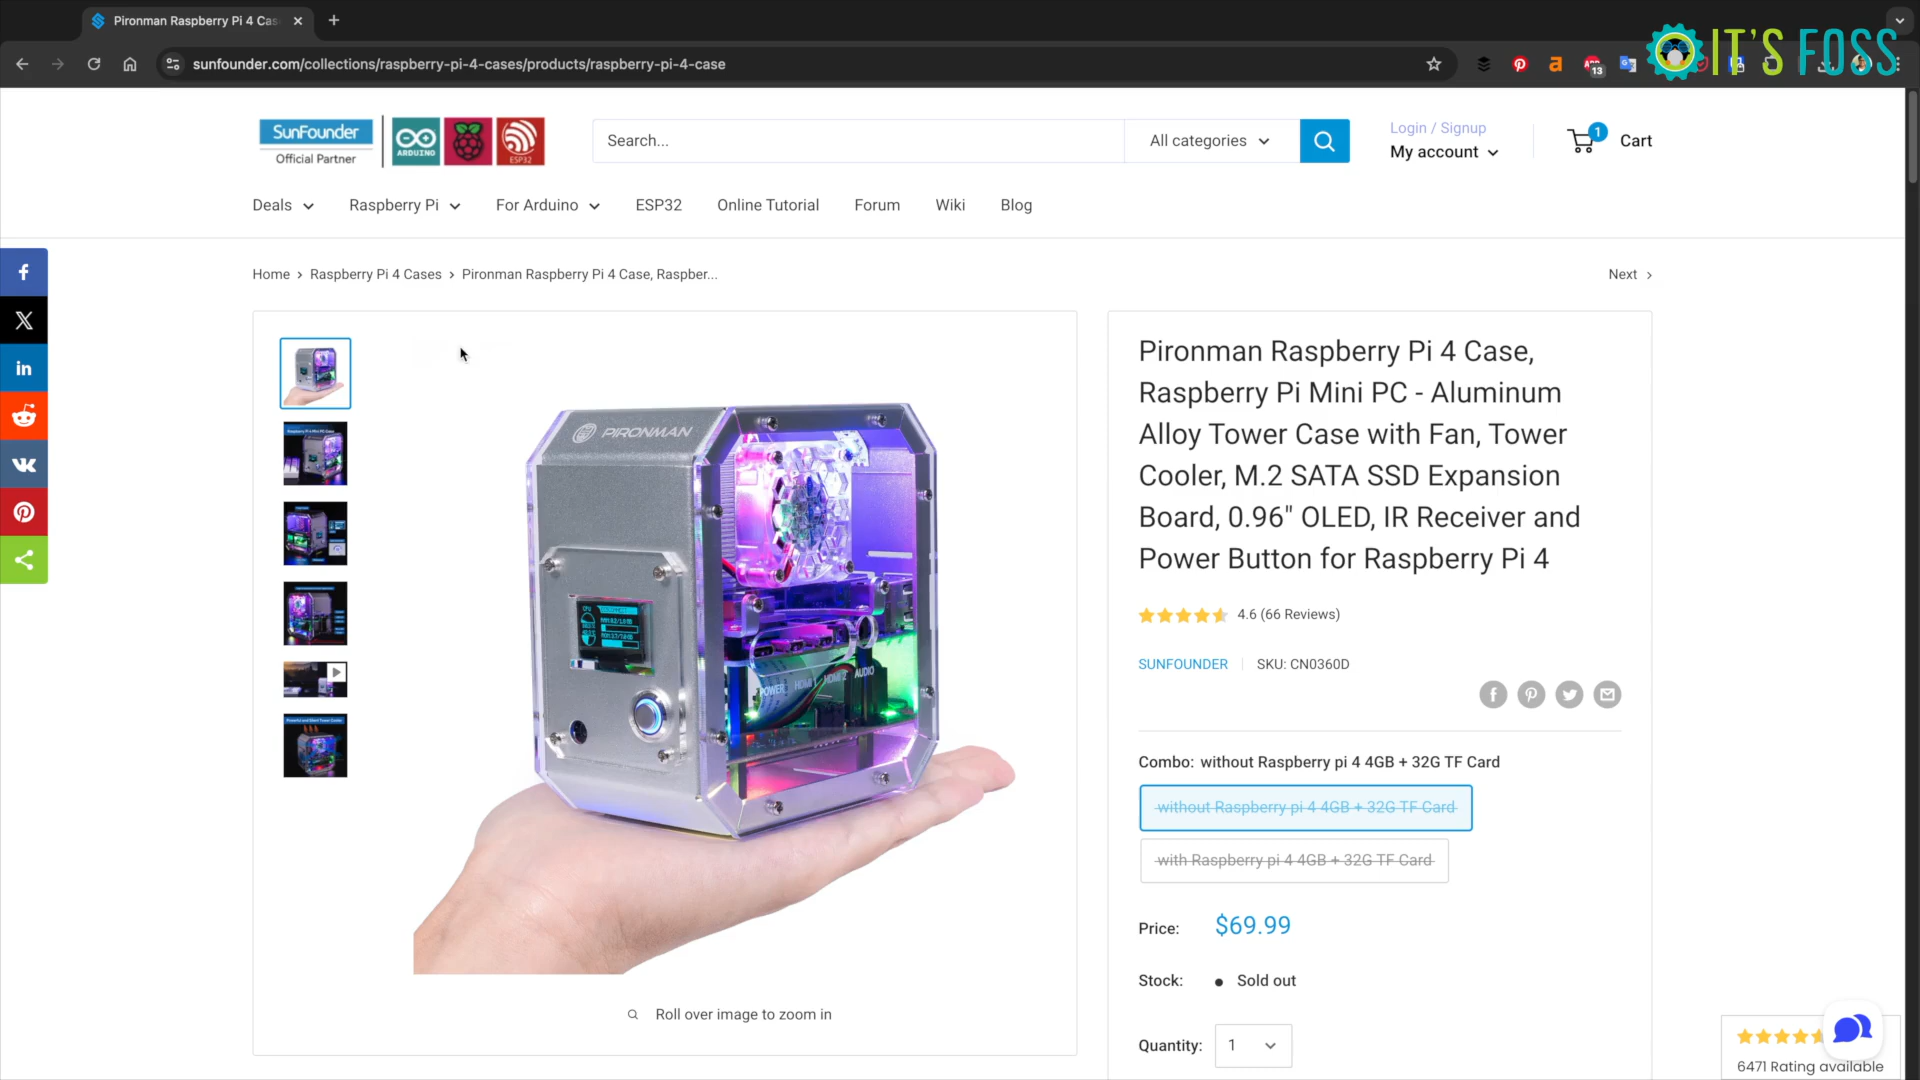 Pironman Raspberry Pi 4 Cas
IT'S FOSS
sunfounder.com/collections/raspberry-pi-4-cases/products/raspberry-pi-4-case
13
SunFounder
Official Partner
ARDUINO
ESP32
Search...
All categories
Login / Signup
My account
1
Cart
Deals
Raspberry Pi
For Arduino
ESP32
Online Tutorial
Forum
Wiki
Blog
Home > Raspberry Pi 4 Cases > Pironman Raspberry Pi 4 Case, Raspber...
Next >
PIRONMAN
POWER HDMI 1 HDMI 2 AUDIO
Roll over image to zoom in
Pironman Raspberry Pi 4 Case,
Raspberry Pi Mini PC - Aluminum
Alloy Tower Case with Fan, Tower
Cooler, M.2 SATA SSD Expansion
Board, 0.96" OLED, IR Receiver and
Power Button for Raspberry Pi 4
4.6 (66 Reviews)
SUNFOUNDER
SKU: CN0360D
Combo: without Raspberry pi 4 4GB + 32G TF Card
without Raspberry pi 4 4GB + 32G TF Card
with Raspberry pi 4 4GB + 32G TF Card
Price: $69.99
Stock: Sold out
Quantity: 1
6471 Rating available